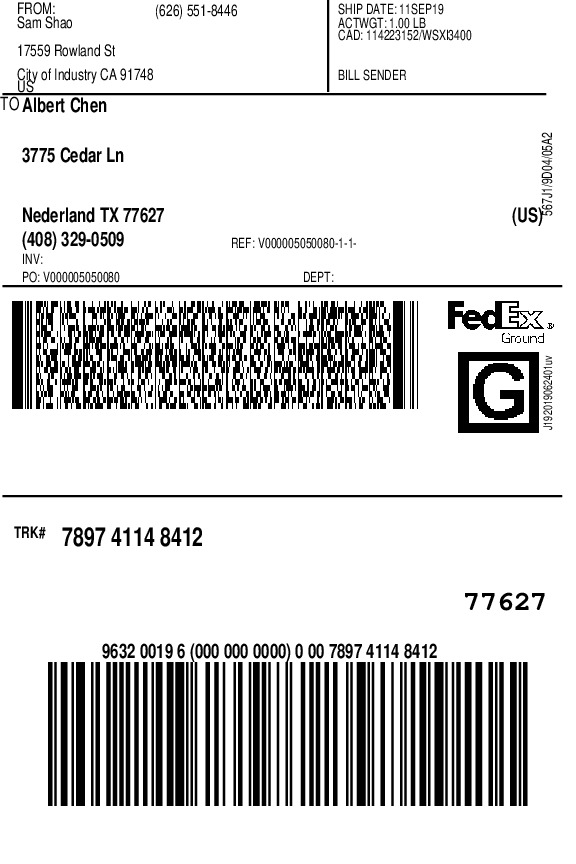 FROM: (626) 551-8446
Sam Shao
17559 Rowland St
City of Industry CA 91748
US
SHIP DATE: 11SEP19
ACTWGT: 1.00 LB
CAD: 114223152/WSXI3400
BILL SENDER
TO Albert Chen
3775 Cedar Ln
Nederland TX 77627
(US)
(408) 329-0509
REF: V000005050080-1-1-
INV:
PO: V000005050080 DEPT:
567J1/9D04/05A2
FedEx®
Ground
G
J192019062401uv
TRK# 7897 4114 8412
77627
9632 0019 6 (000 000 0000) 0 00 7897 4114 8412